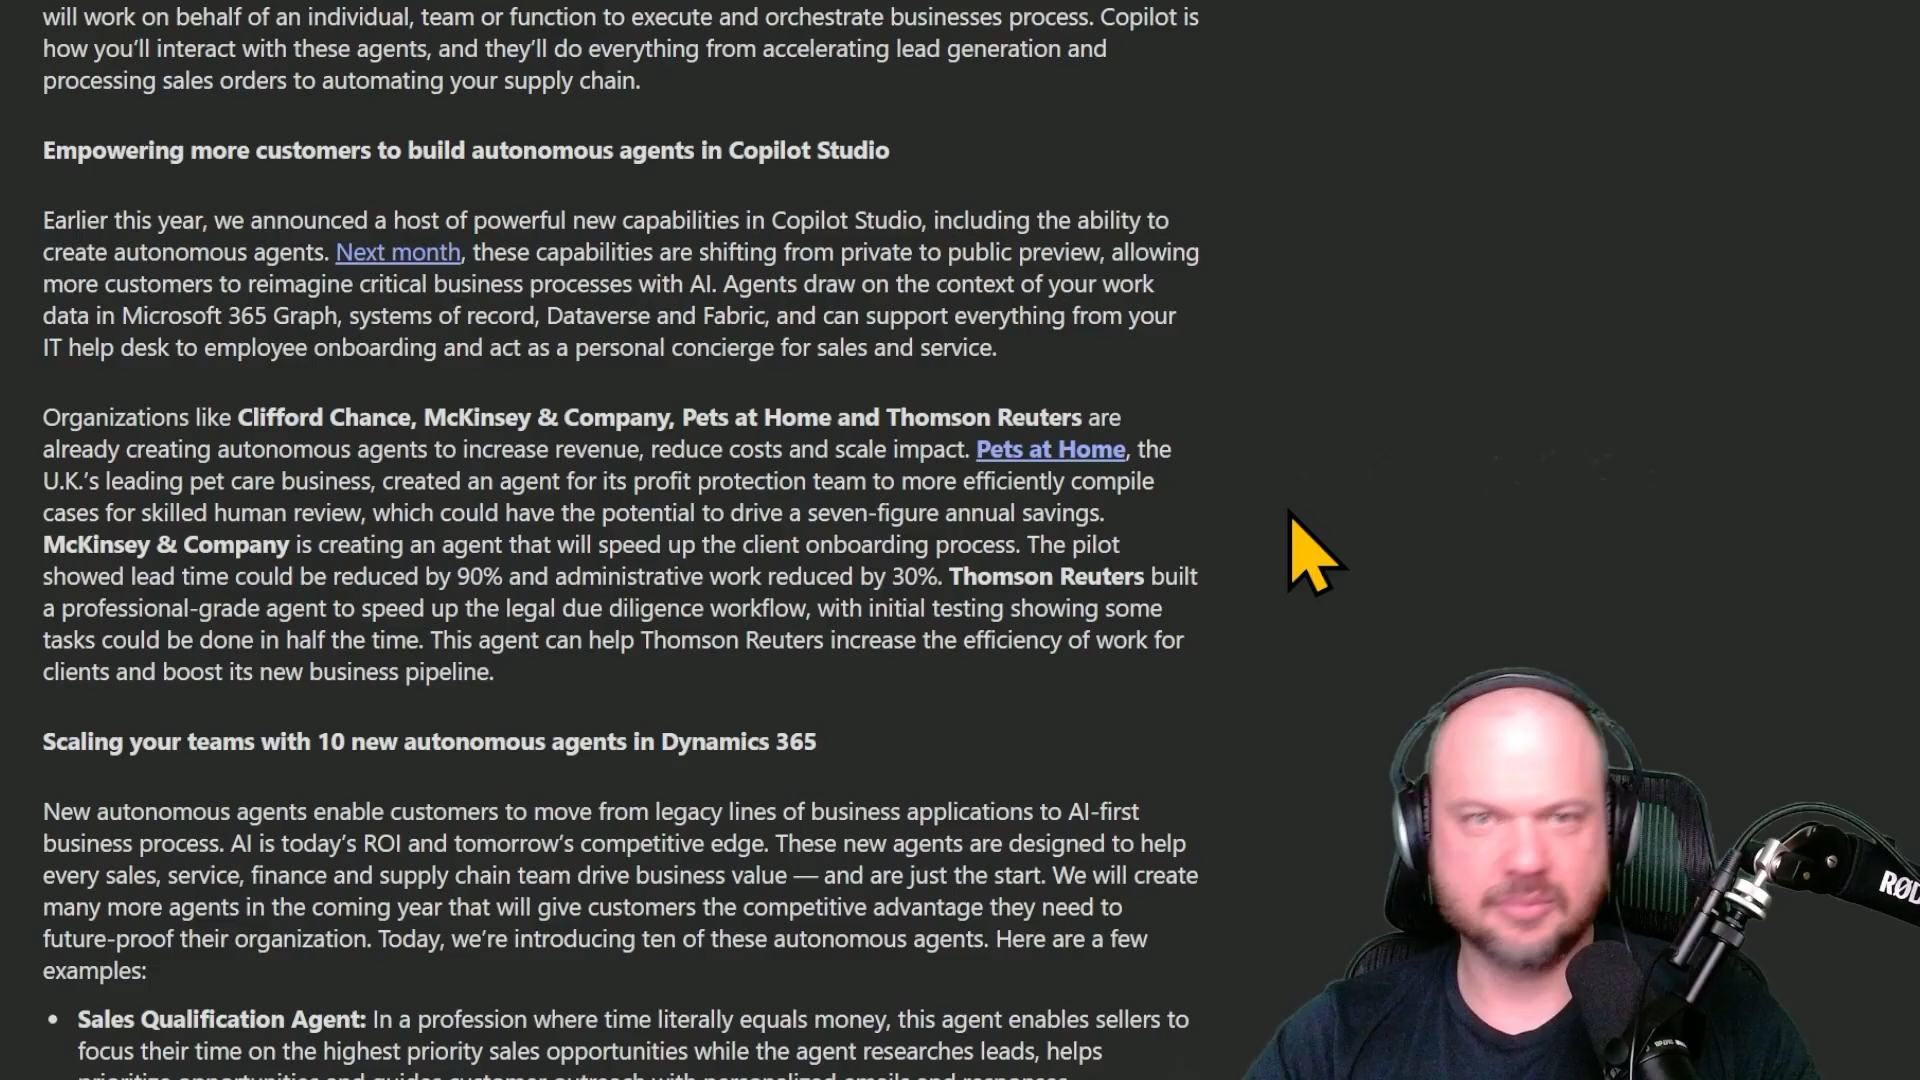 will work on behalf of an individual, team or function to execute and orchestrate businesses process. Copilot is
how you’ll interact with these agents, and they’ll do everything from accelerating lead generation and
processing sales orders to automating your supply chain.
Empowering more customers to build autonomous agents in Copilot Studio
Earlier this year, we announced a host of powerful new capabilities in Copilot Studio, including the ability to
create autonomous agents. Next month, these capabilities are shifting from private to public preview, allowing
more customers to reimagine critical business processes with AI. Agents draw on the context of your work
data in Microsoft 365 Graph, systems of record, Dataverse and Fabric, and can support everything from your
IT help desk to employee onboarding and act as a personal concierge for sales and service.
Organizations like Clifford Chance, McKinsey & Company, Pets at Home and Thomson Reuters are
already creating autonomous agents to increase revenue, reduce costs and scale impact. Pets at Home, the
U.K.’s leading pet care business, created an agent for its profit protection team to more efficiently compile
cases for skilled human review, which could have the potential to drive a seven-figure annual savings.
McKinsey & Company is creating an agent that will speed up the client onboarding process. The pilot
showed lead time could be reduced by 90% and administrative work reduced by 30%. Thomson Reuters built
a professional-grade agent to speed up the legal due diligence workflow, with initial testing showing some
tasks could be done in half the time. This agent can help Thomson Reuters increase the efficiency of work for
clients and boost its new business pipeline.
Scaling your teams with 10 new autonomous agents in Dynamics 365
New autonomous agents enable customers to move from legacy lines of business applications to AI-first
business process. AI is today’s ROI and tomorrow’s competitive edge. These new agents are designed to help
every sales, service, finance and supply chain team drive business value — and are just the start. We will create
many more agents in the coming year that will give customers the competitive advantage they need to
future-proof their organization. Today, we’re introducing ten of these autonomous agents. Here are a few
examples:
• Sales Qualification Agent: In a profession where time literally equals money, this agent enables sellers to
focus their time on the highest priority sales opportunities while the agent researches leads, helps
prioritize opportunities and guides customer outreach with personalized emails and responses.
RØD